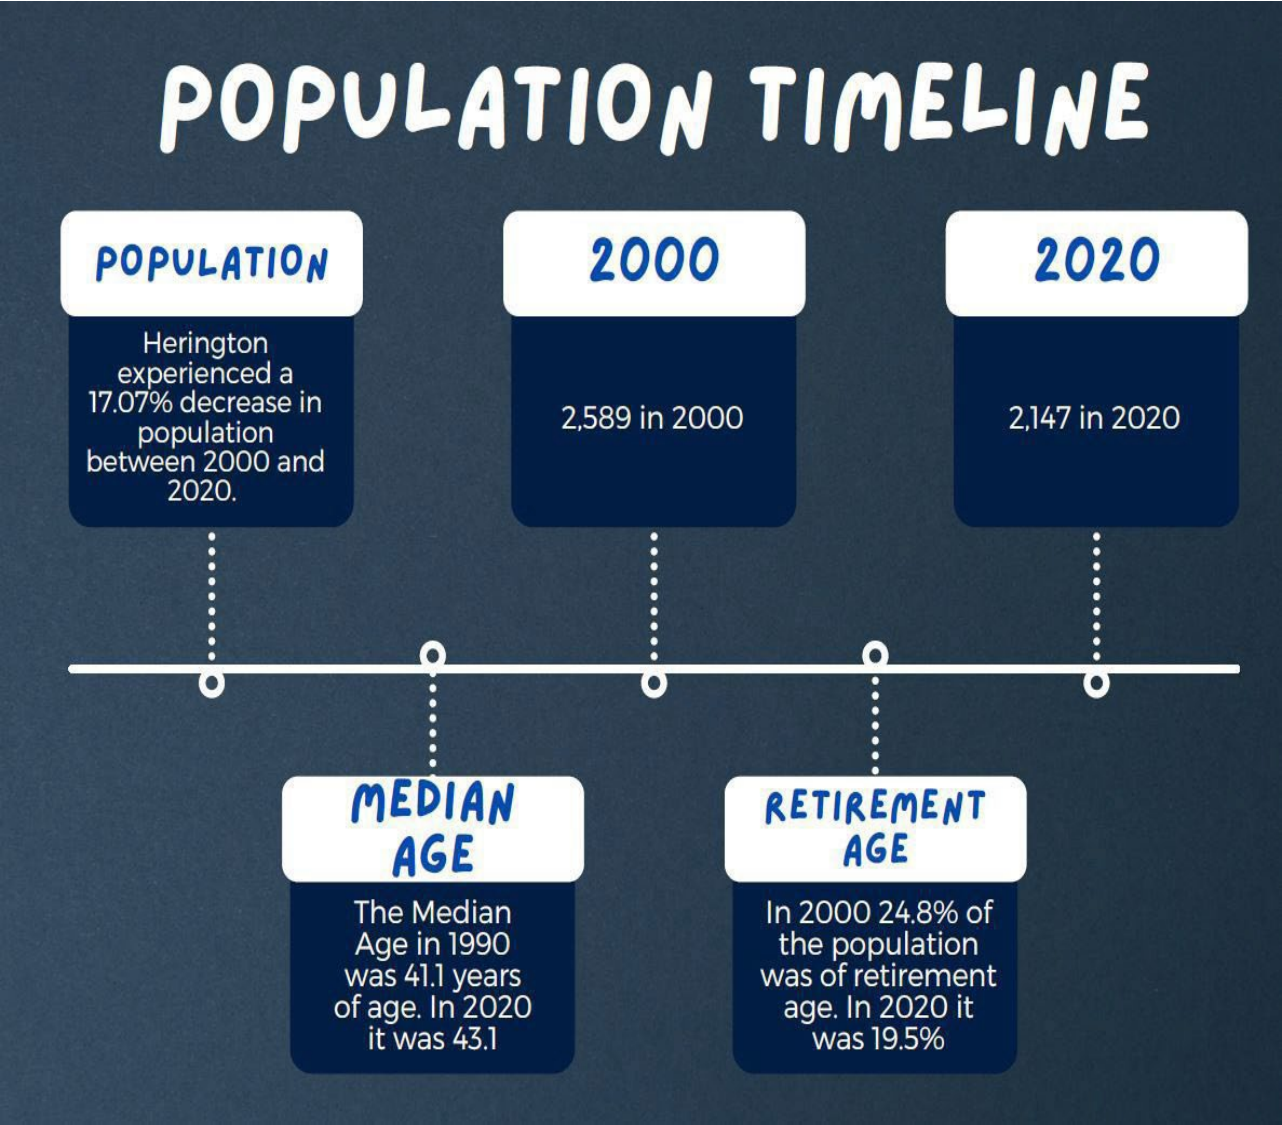 POPULATION TIMELINE
POPULATION
Herington
experienced a
17.07% decrease in
population
between 2000 and
2020.
2000
2,589 in 2000
2020
2,147 in 2020
MEDIAN
AGE
The Median
Age in 1990
was 41.1 years
of age. In 2020
it was 43.1
RETIREMENT
AGE
In 2000 24.8% of
the population
was of retirement
age. In 2020 it
was 19.5%